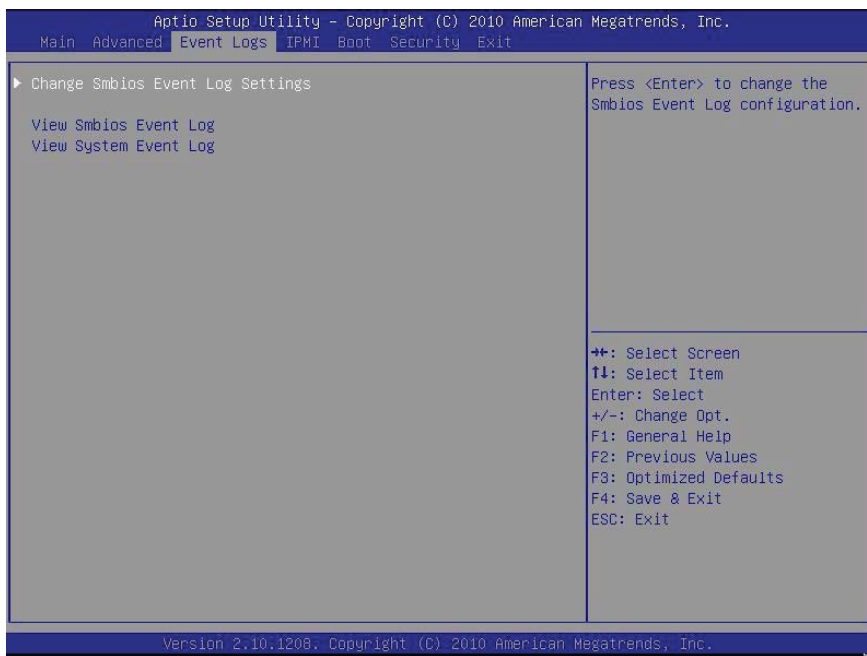 Aptio Setup Utility – Copyright (C) 2010 American Megatrends, Inc.
Main Advanced Event Logs IPMI Boot Security Exit
▶ Change Smbios Event Log Settings
View Smbios Event Log
View System Event Log
Press <Enter> to change the
Smbios Event Log configuration.
→←: Select Screen
↑↓: Select Item
Enter: Select
+/-: Change Opt.
F1: General Help
F2: Previous Values
F3: Optimized Defaults
F4: Save & Exit
ESC: Exit
Version 2.10.1208. Copyright (C) 2010 American Megatrends, Inc.